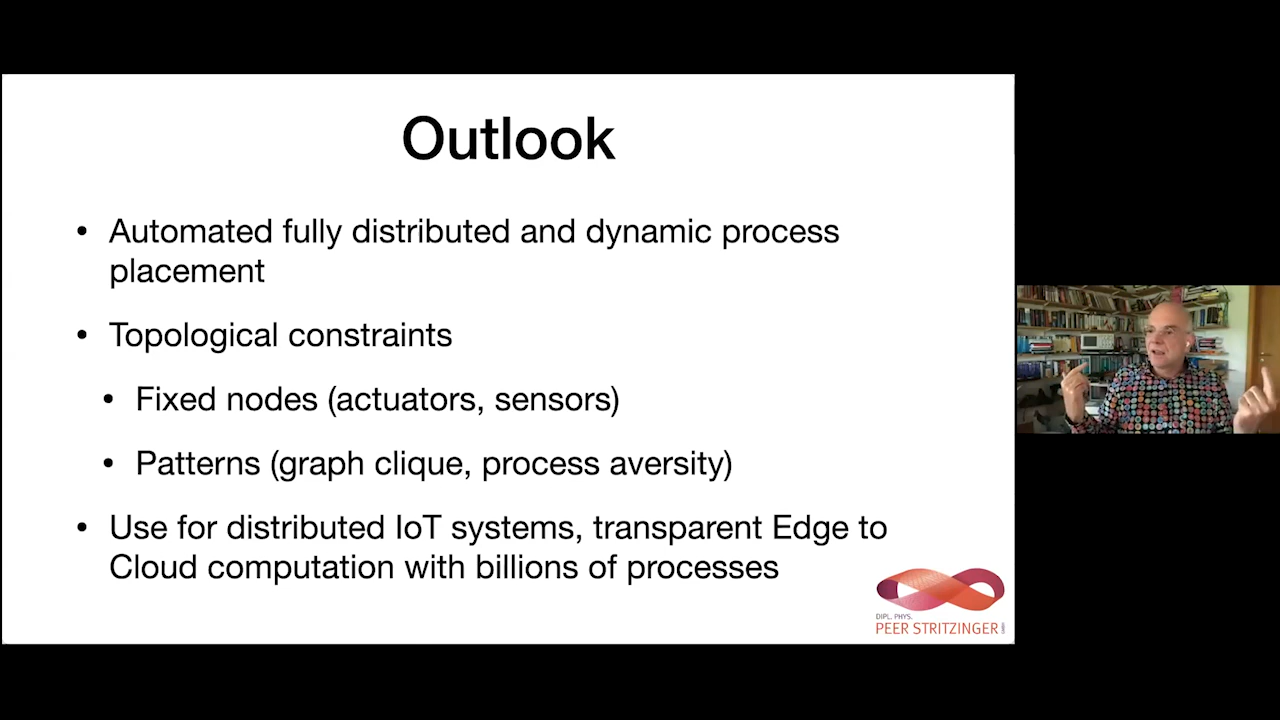 Outlook
• Automated fully distributed and dynamic process
placement
• Topological constraints
• Fixed nodes (actuators, sensors)
• Patterns (graph clique, process aversity)
• Use for distributed IoT systems, transparent Edge to
Cloud computation with billions of processes
DIPL. PHYS.
PEER STRITZINGER GMBH